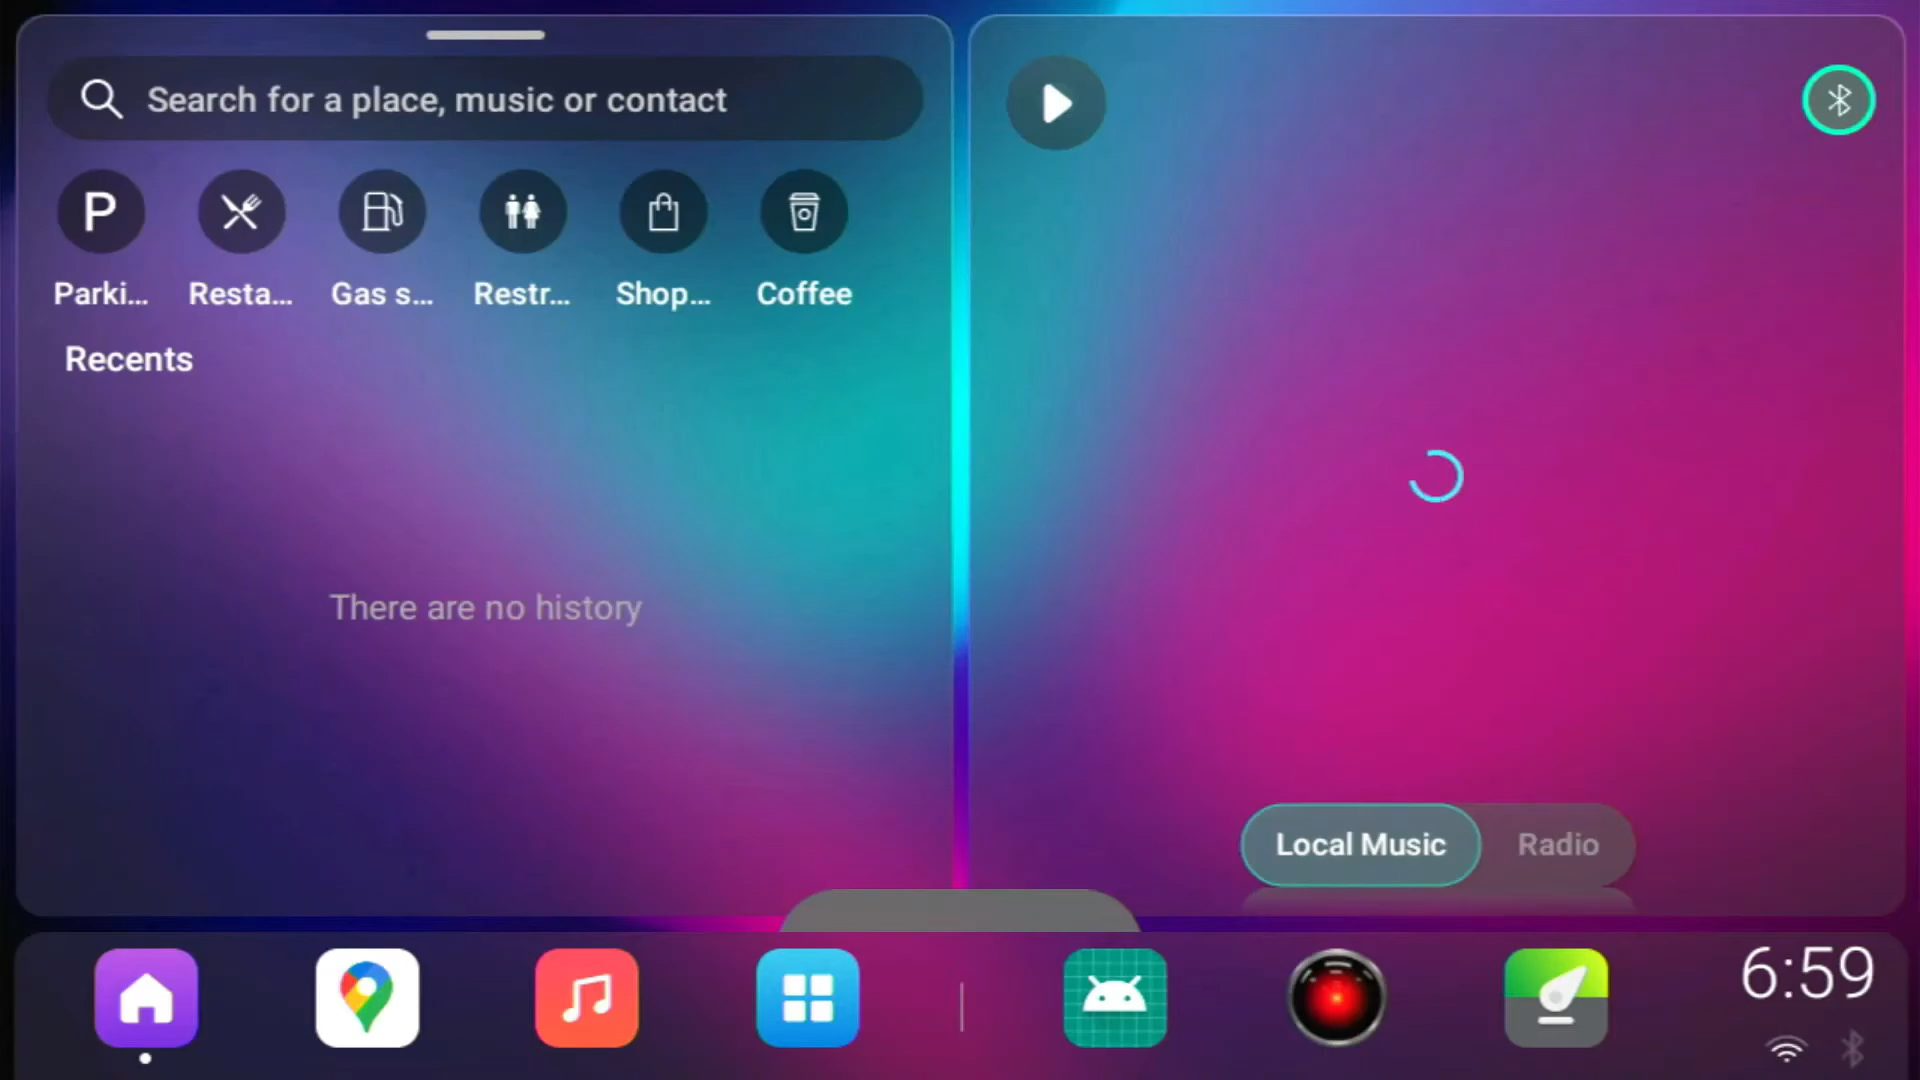 Search for a place, music or contact
P
Parki...
Resta...
Gas s...
Restr...
Shop...
Coffee
Recents
There are no history
Local Music
Radio
6:59